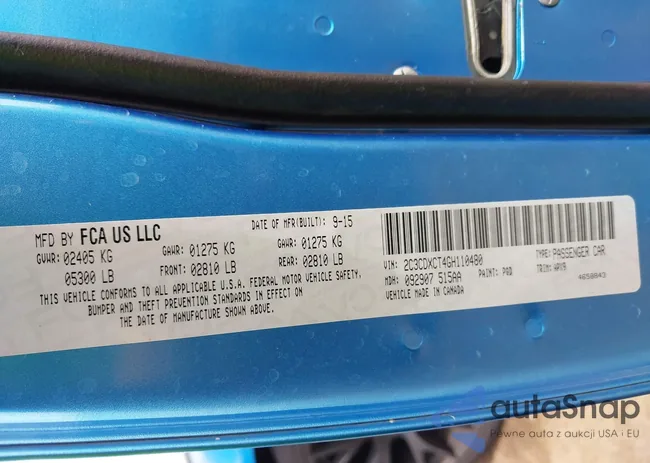 MFD BY FCA US LLC
DATE OF MFR(BUILT): 9-15
GVWR: 02405 KG
GAWR: 01275 KG
GAWR: 01275 KG
05300 LB
FRONT: 02810 LB
REAR: 02810 LB
THIS VEHICLE CONFORMS TO ALL APPLICABLE U.S.A. FEDERAL MOTOR VEHICLE SAFETY,
BUMPER AND THEFT PREVENTION STANDARDS IN EFFECT ON
THE DATE OF MANUFACTURE SHOWN ABOVE.
VIN: 2C3CDXCT4GH110480
TYPE: PASSENGER CAR
MDH: 092907 515AA
PAINT: PQD
TRIM: APX9
VEHICLE MADE IN CANADA
4658843
autoSnap
Pewne auta z aukcji USA i EU